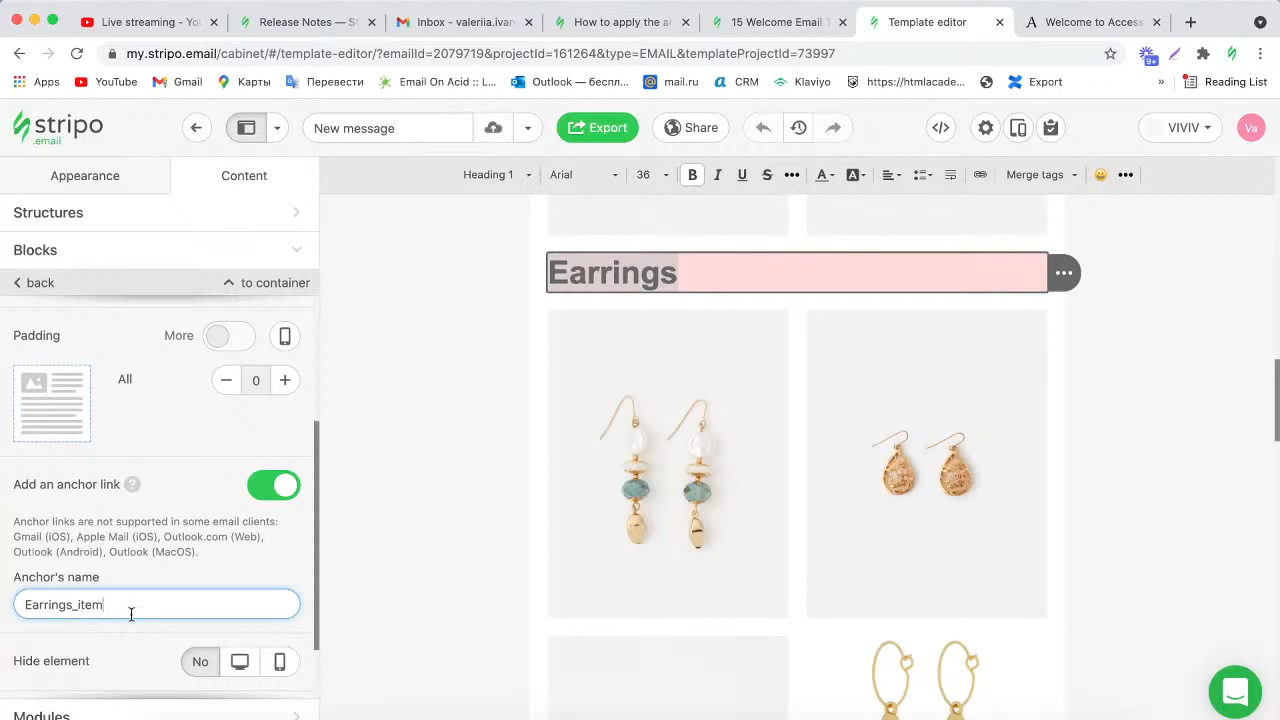 Live streaming - You
Release Notes — St
Inbox - valeriia.ivan
How to apply the a
15 Welcome Email T
Template editor
Welcome to Access
my.stripo.email/cabinet/#/template-editor/?emailId=2079719&projectId=161264&type=EMAIL&templateProjectId=73997
9+
Apps
YouTube
Gmail
Карты
Перевести
Email On Acid :: L...
Outlook — беспл...
mail.ru
CRM
Klaviyo
https://htmlacade...
Export
»
Reading List
stripo
.email
New message
Export
Share
VIVIV
Va
Appearance
Content
Heading 1
Arial
36
B
I
U
S
A
A
Merge tags
Structures
Blocks
back
to container
Padding
More
All
0
Add an anchor link
?
Anchor links are not supported in some email clients:
Gmail (iOS), Apple Mail (iOS), Outlook.com (Web),
Outlook (Android), Outlook (MacOS).
Anchor's name
Earrings_item
Hide element
No
Modules
Earrings